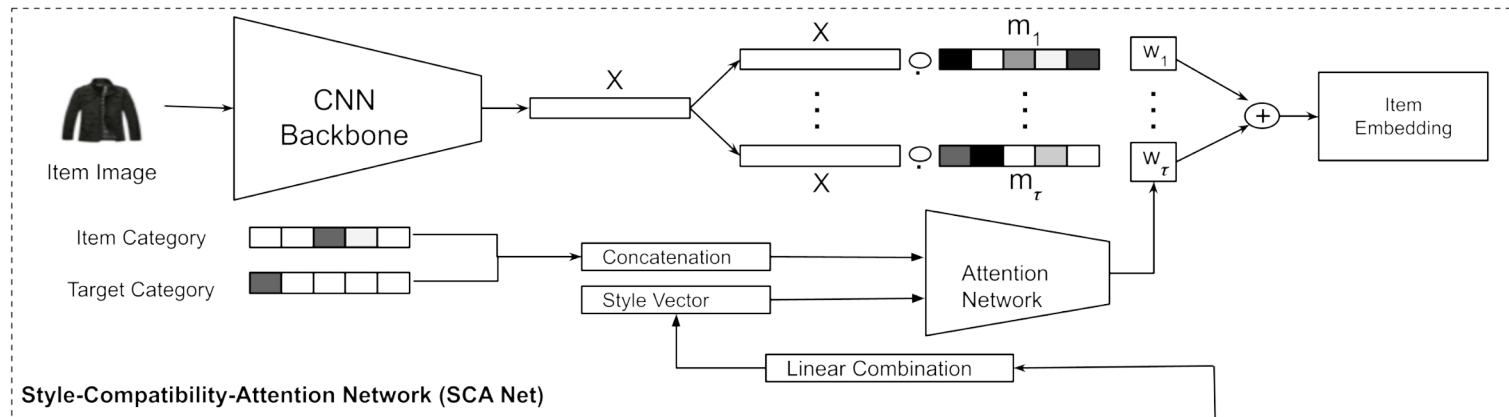 X
m1
w1
X
CNN
Backbone
Item
Embedding
+
Item Image
X
mτ
wτ
Item Category
Target Category
Concatenation
Style Vector
Attention
Network
Linear Combination
Style-Compatibility-Attention Network (SCA Net)